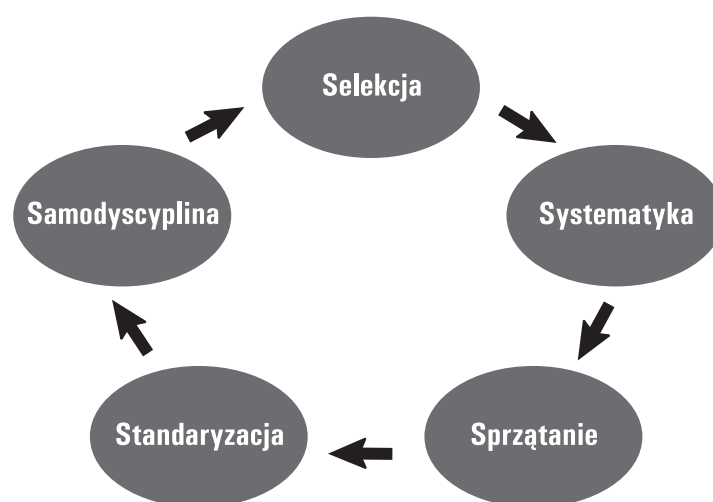 Selekcja
Systematyka
Sprzątanie
Standaryzacja
Samodyscyplina